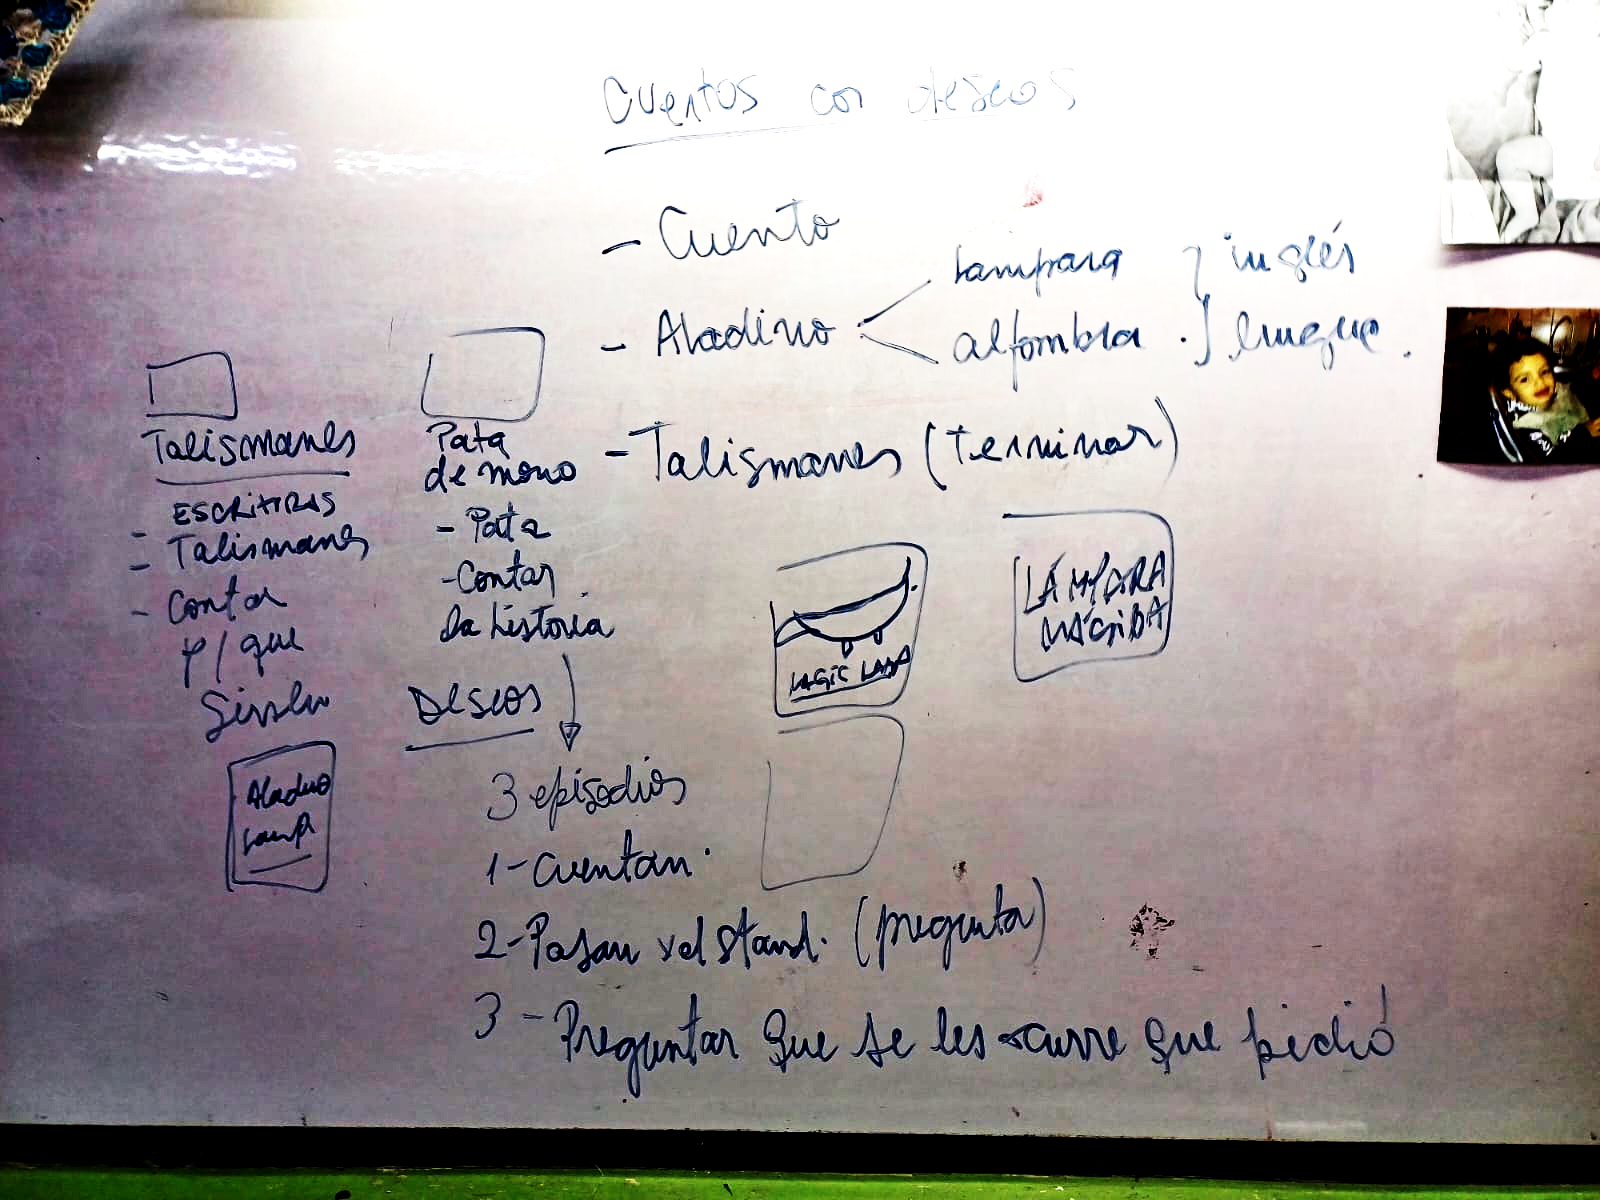 Cuentos con deseos
- Cuento
- Aladino
lampara
alfombra
inglés
lengua.
- Talismanes (terminar)
Talismanes
- ESCRITURAS
- Talismanes
- Contar
p/ que
Sirven
Aladino
Lamp
Pata
de mono
- Pata
- Contar
la historia
Deseos
3 episodios
1- Cuentan.
2- Pasan x el stand. (pregunta)
3 - Preguntar que se les ocurre que pidió
MAGIC LAMP
LÁMPARA
MÁGICA